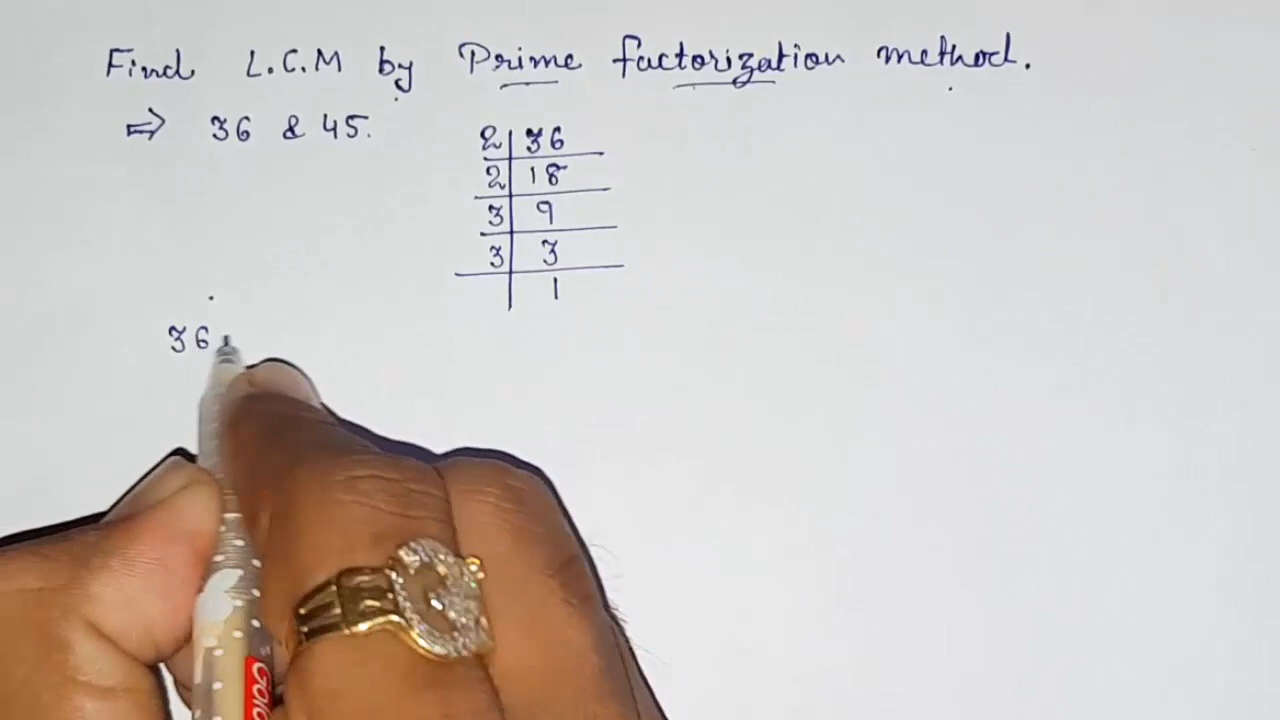 Find L.C.M by Prime factorization method.
⇒ 36 & 45.
2 | 36
2 | 18
3 | 9
3 | 3
| 1
36